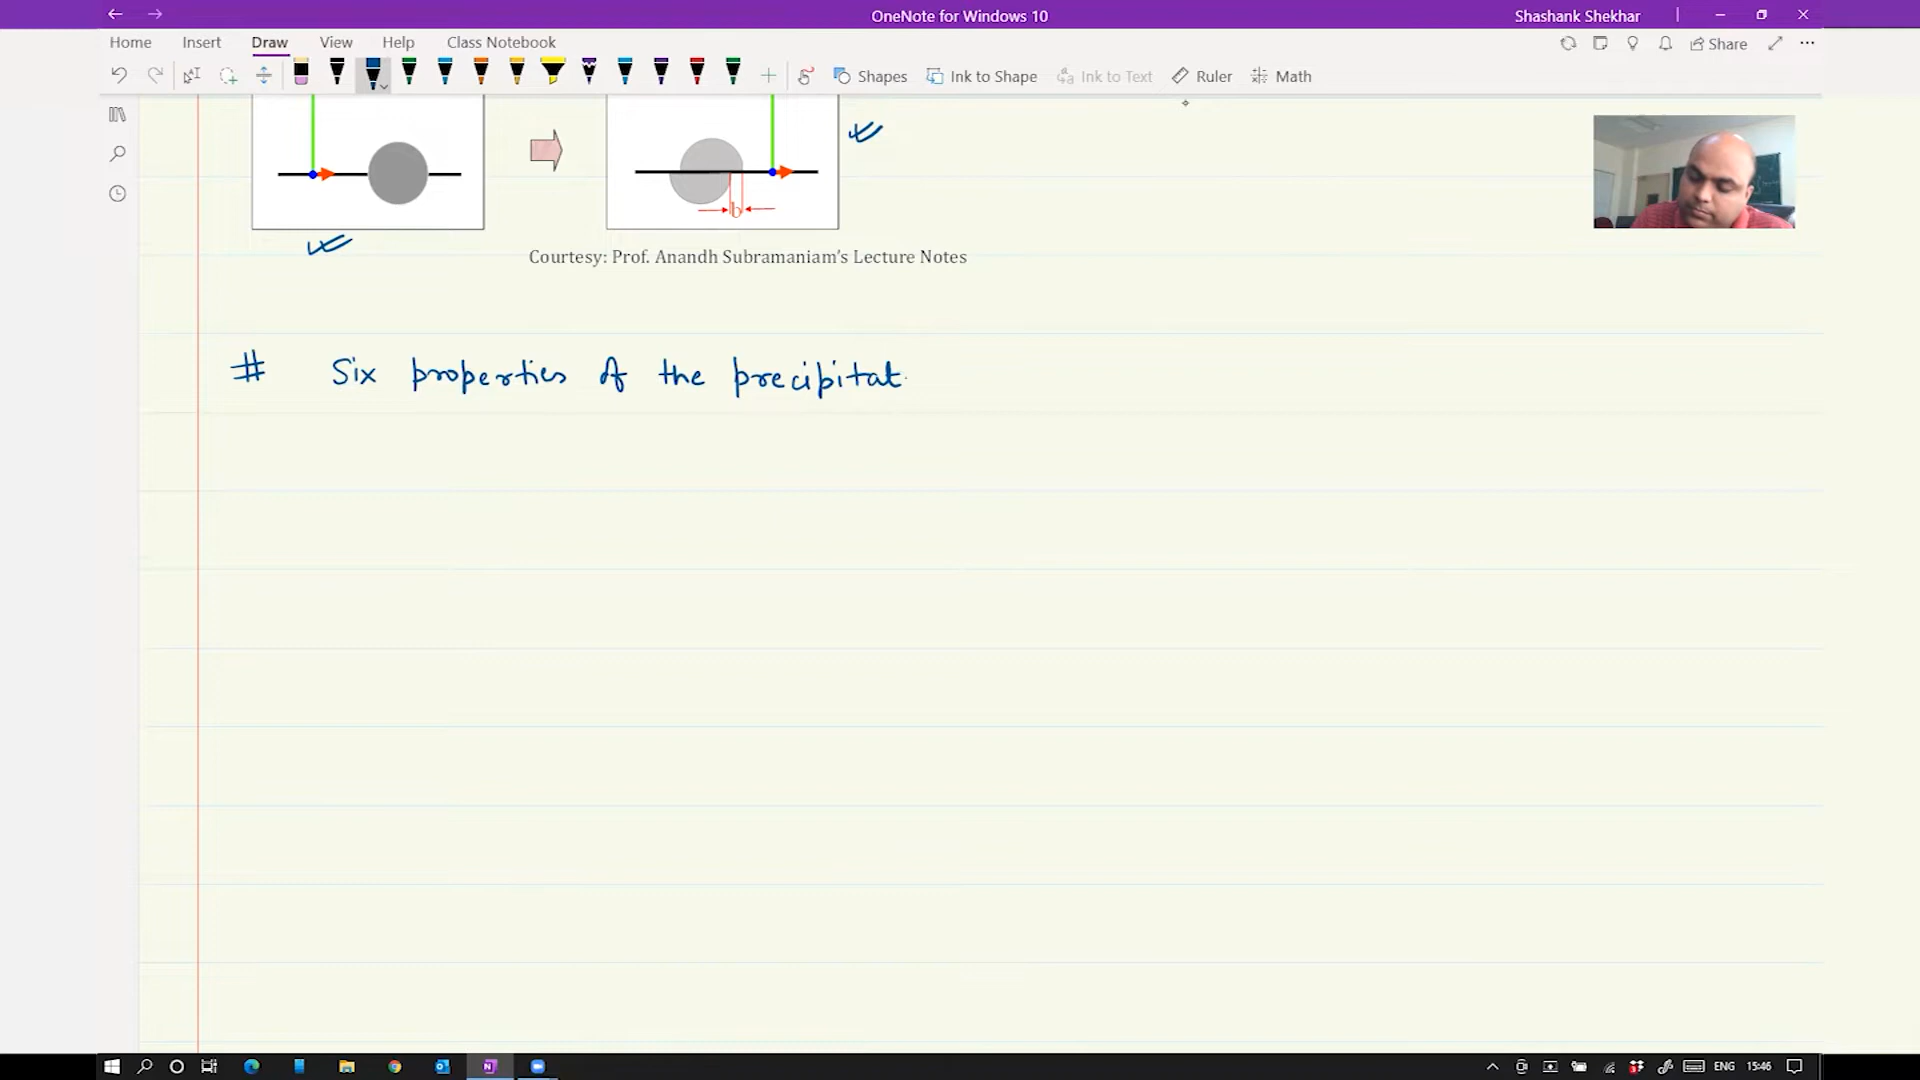 OneNote for Windows 10
Shashank Shekhar
Home Insert Draw View Help Class Notebook
Share
Shapes Ink to Shape Ink to Text Ruler Math
b
Courtesy: Prof. Anandh Subramaniam's Lecture Notes
# Six properties of the precipitat
ENG 15:46